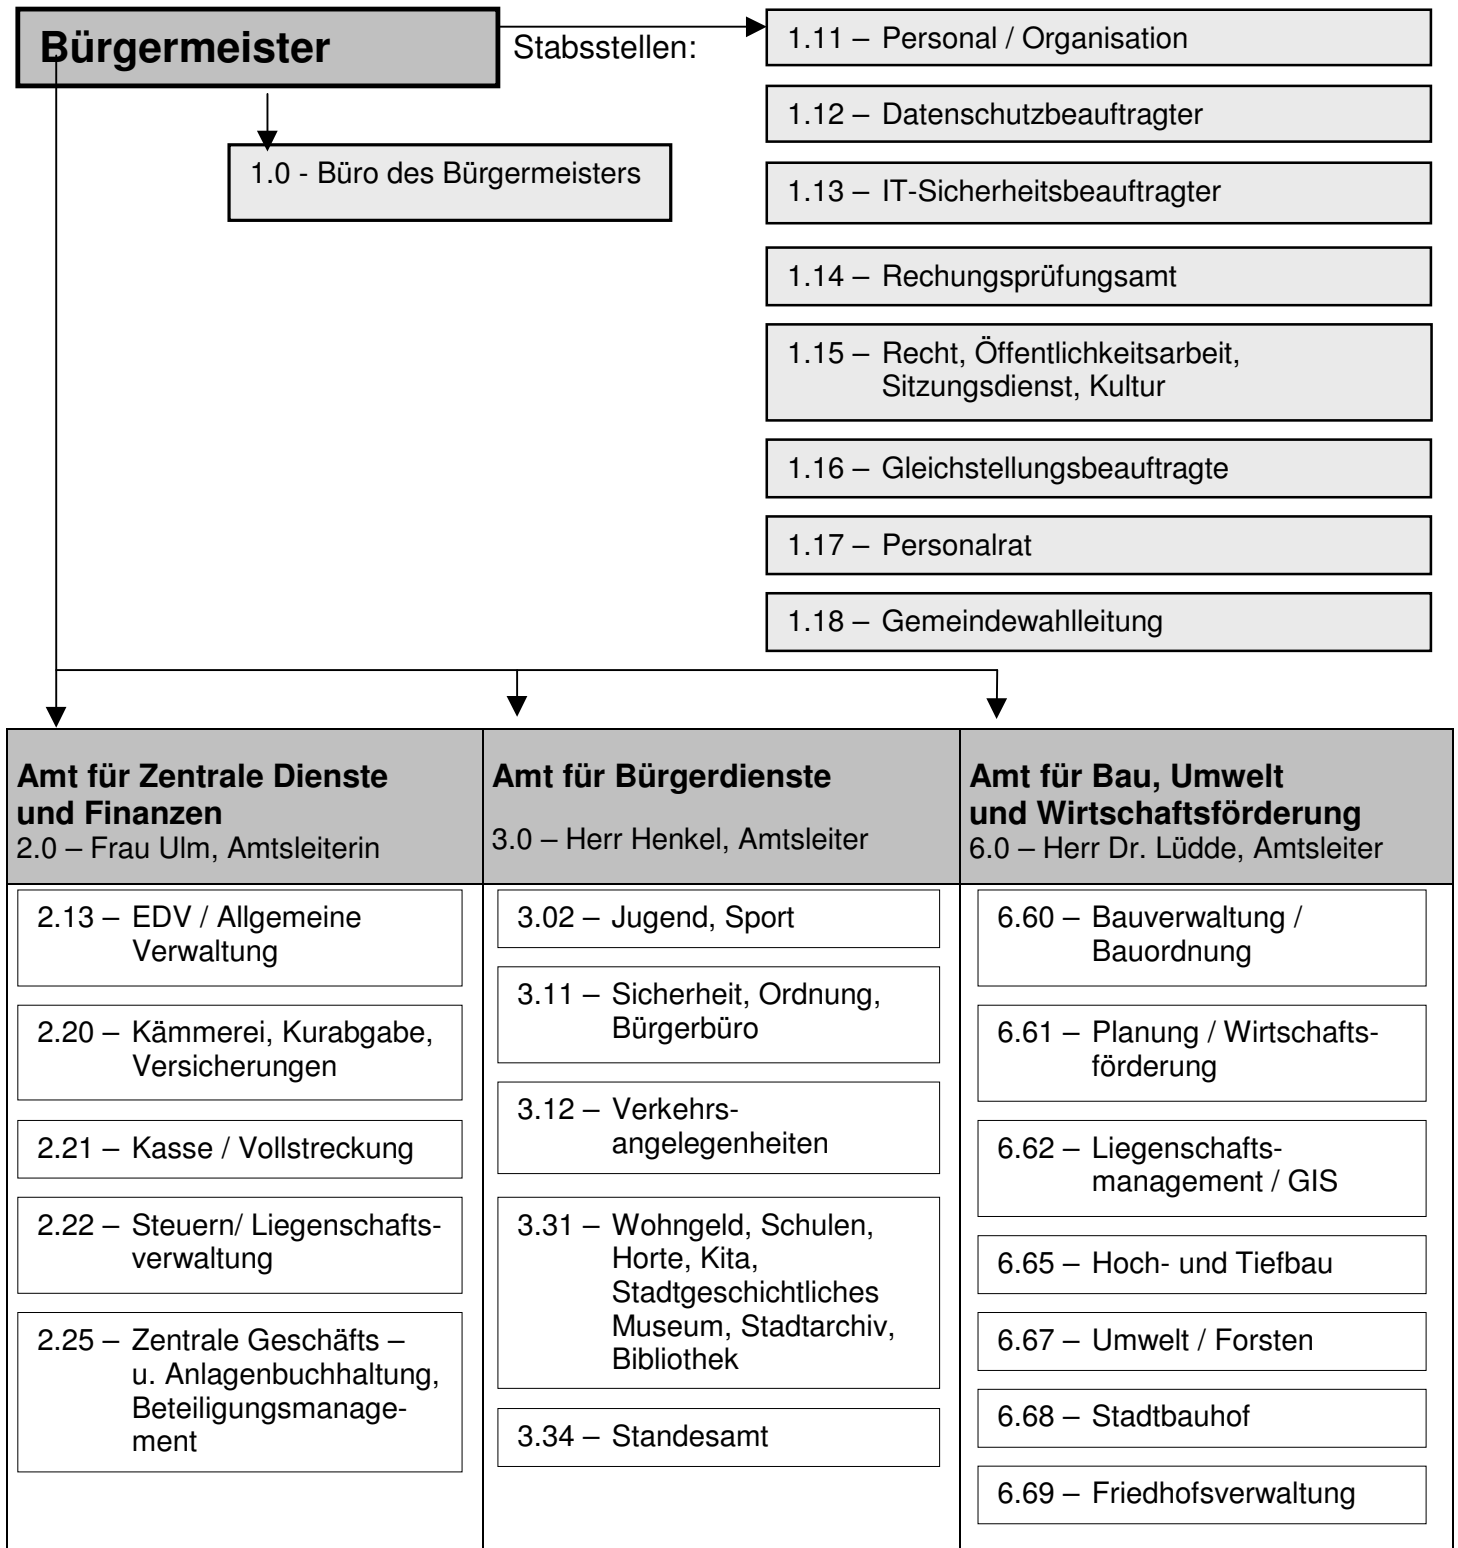 Bürgermeister
Stabsstellen:
1.0 - Büro des Bürgermeisters
1.11 – Personal / Organisation
1.12 – Datenschutzbeauftragter
1.13 – IT-Sicherheitsbeauftragter
1.14 – Rechungsprüfungsamt
1.15 – Recht, Öffentlichkeitsarbeit,
Sitzungsdienst, Kultur
1.16 – Gleichstellungsbeauftragte
1.17 – Personalrat
1.18 – Gemeindewahlleitung
Amt für Zentrale Dienste
und Finanzen
2.0 – Frau Ulm, Amtsleiterin
2.13 – EDV / Allgemeine
Verwaltung
2.20 – Kämmerei, Kurabgabe,
Versicherungen
2.21 – Kasse / Vollstreckung
2.22 – Steuern/ Liegenschafts-
verwaltung
2.25 – Zentrale Geschäfts –
u. Anlagenbuchhaltung,
Beteiligungsmanage-
ment
Amt für Bürgerdienste
3.0 – Herr Henkel, Amtsleiter
3.02 – Jugend, Sport
3.11 – Sicherheit, Ordnung,
Bürgerbüro
3.12 – Verkehrs-
angelegenheiten
3.31 – Wohngeld, Schulen,
Horte, Kita,
Stadtgeschichtliches
Museum, Stadtarchiv,
Bibliothek
3.34 – Standesamt
Amt für Bau, Umwelt
und Wirtschaftsförderung
6.0 – Herr Dr. Lüdde, Amtsleiter
6.60 – Bauverwaltung /
Bauordnung
6.61 – Planung / Wirtschafts-
förderung
6.62 – Liegenschafts-
management / GIS
6.65 – Hoch- und Tiefbau
6.67 – Umwelt / Forsten
6.68 – Stadtbauhof
6.69 – Friedhofsverwaltung